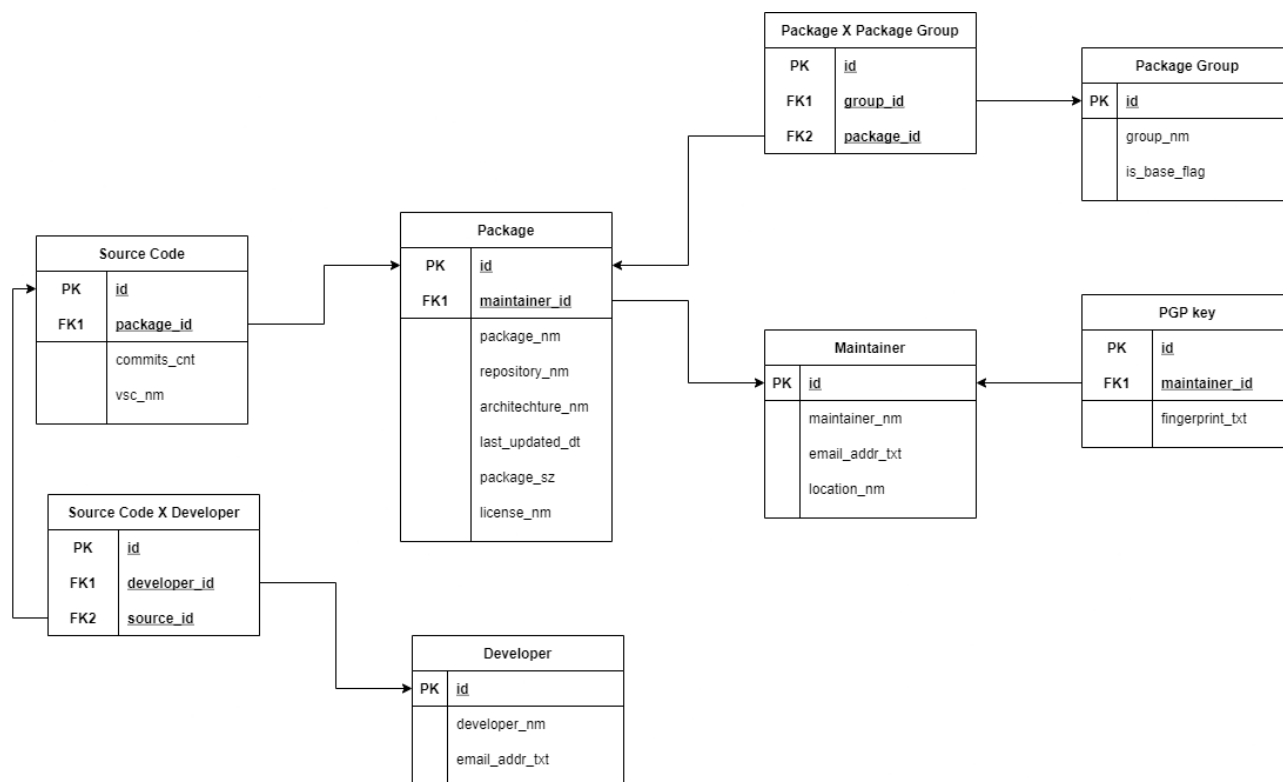 Package X Package Group
PK id
FK1 group_id
FK2 package_id
Package Group
PK id
group_nm
is_base_flag
Source Code
PK id
FK1 package_id
commits_cnt
vsc_nm
Package
PK id
FK1 maintainer_id
package_nm
repository_nm
architechture_nm
last_updated_dt
package_sz
license_nm
Maintainer
PK id
maintainer_nm
email_addr_txt
location_nm
PGP key
PK id
FK1 maintainer_id
fingerprint_txt
Source Code X Developer
PK id
FK1 developer_id
FK2 source_id
Developer
PK id
developer_nm
email_addr_txt